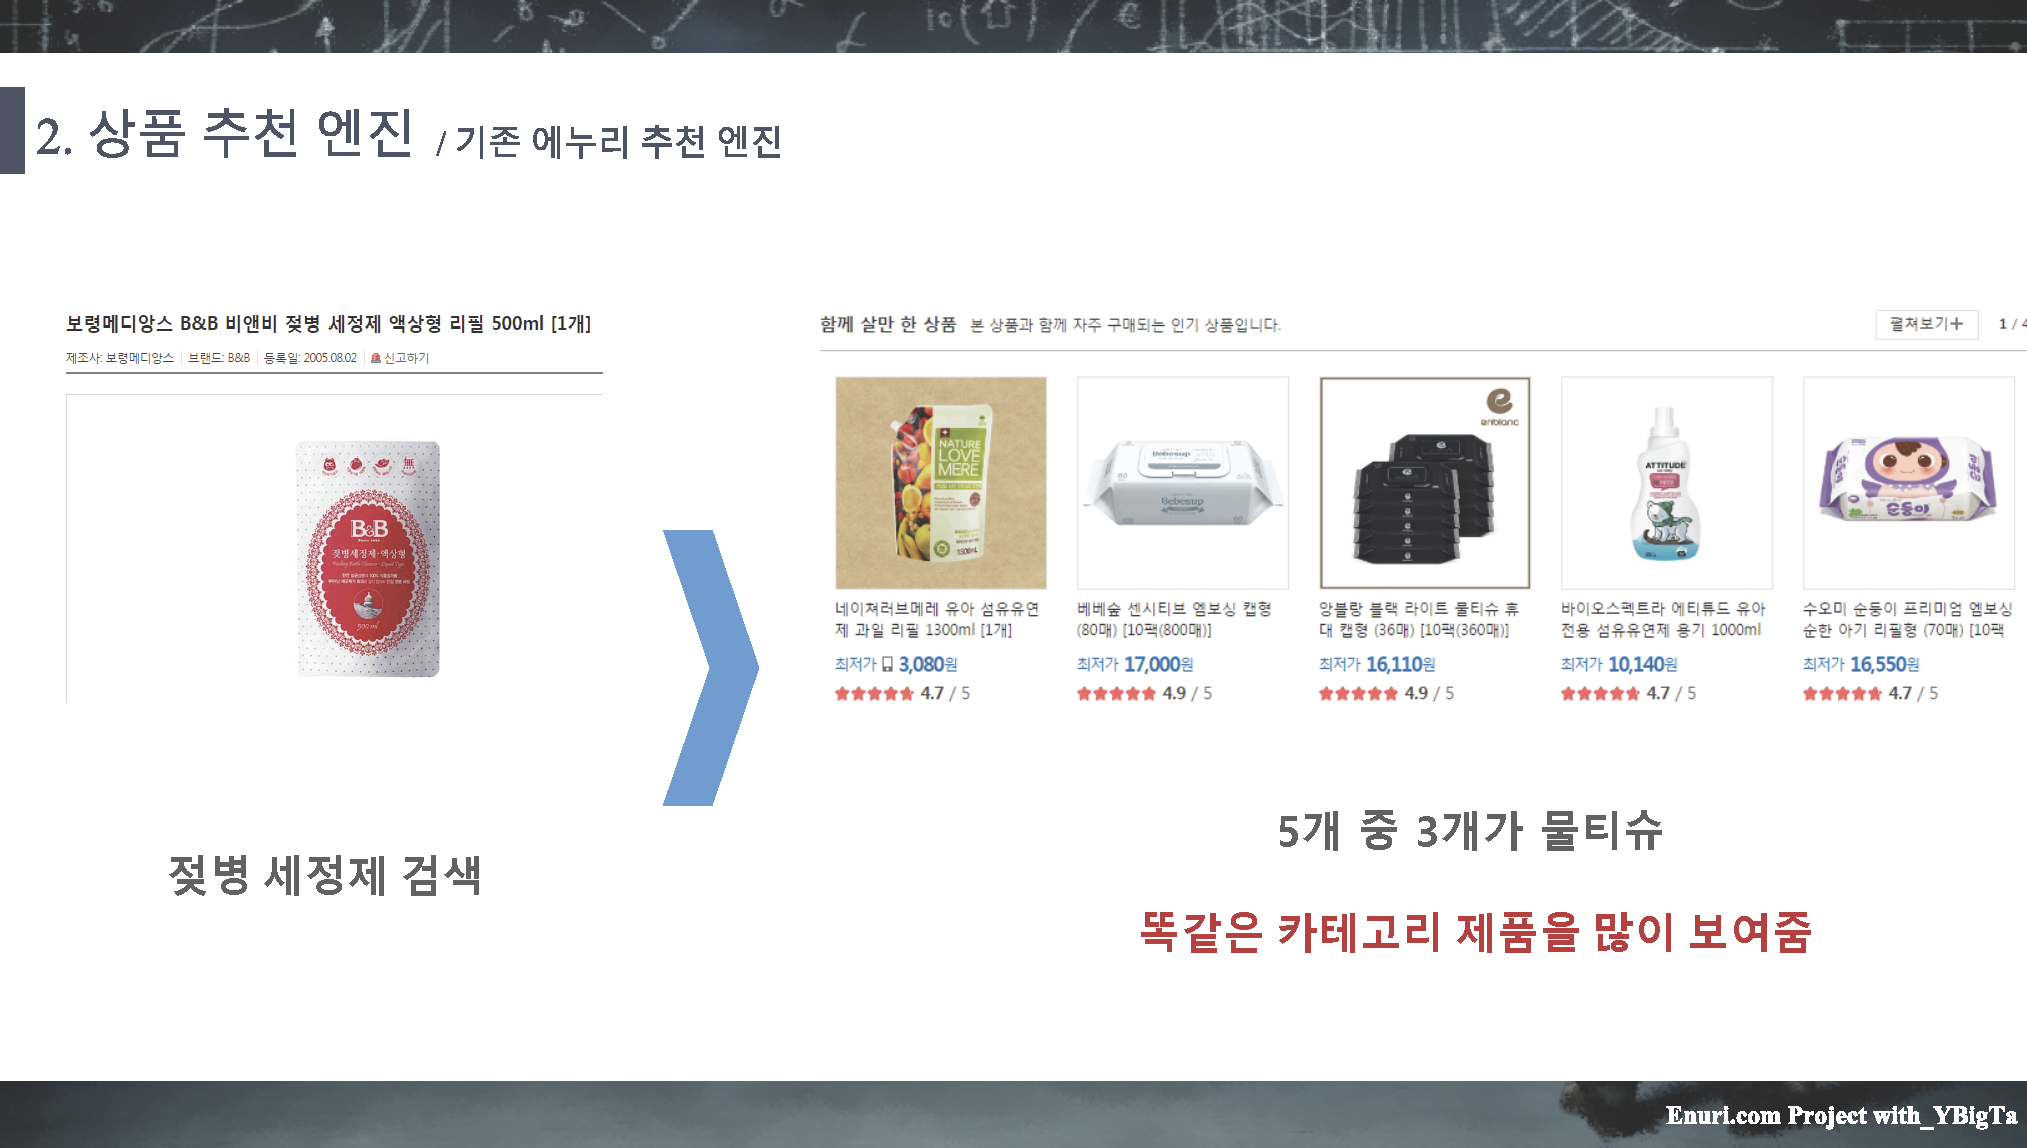 2. 상품 추천 엔진 / 기존 에누리 추천 엔진
보령메디앙스 B&B 비앤비 젖병 세정제 액상형 리필 500ml [1개]
제조사: 보령메디앙스 | 브랜드: B&B | 등록일: 2005.08.02 | 신고하기
B&B
젖병세정제·액상형
500 ml
젖병 세정제 검색
함께 살만 한 상품 본 상품과 함께 자주 구매되는 인기 상품입니다.
펼쳐보기+ 1 / 4
NATURE
LOVE
MERE
1300mL
네이쳐러브메레 유아 섬유유연
제 과일 리필 1300ml [1개]
최저가 3,080원
4.7 / 5
Bebesup
Bebesup
베베숲 센시티브 엠보싱 캡형
(80매) [10팩(800매)]
최저가 17,000원
4.9 / 5
enblanc
앙블랑 블랙 라이트 물티슈 휴
대 캡형 (36매) [10팩(360매)]
최저가 16,110원
4.9 / 5
ATTITUDE
바이오스펙트라 에티튜드 유아
전용 섬유유연제 용기 1000ml
최저가 10,140원
4.7 / 5
순둥이
수오미 순둥이 프리미엄 엠보싱
순한 아기 리필형 (70매) [10팩
최저가 16,550원
4.7 / 5
5개 중 3개가 물티슈
똑같은 카테고리 제품을 많이 보여줌
Enuri.com Project with_YBigTa